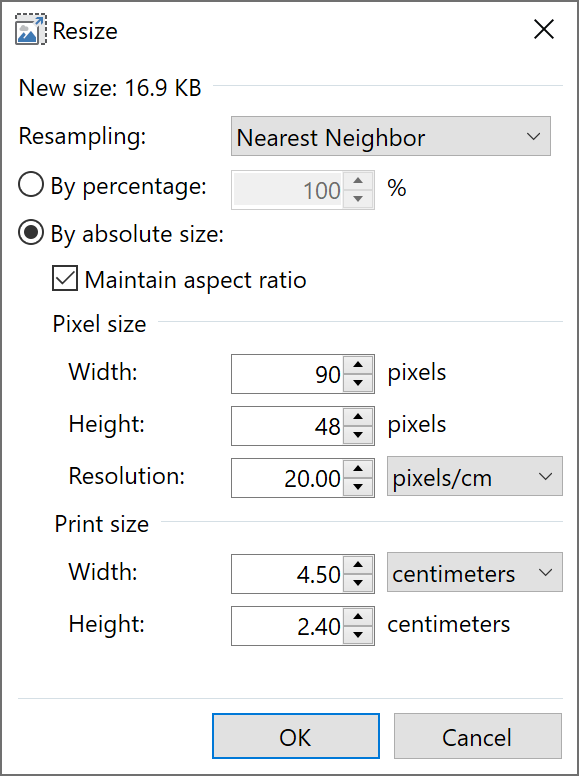 Resize
New size: 16.9 KB
Resampling: Nearest Neighbor
By percentage: 100 %
By absolute size:
Maintain aspect ratio
Pixel size
Width: 90 pixels
Height: 48 pixels
Resolution: 20.00 pixels/cm
Print size
Width: 4.50 centimeters
Height: 2.40 centimeters
OK Cancel